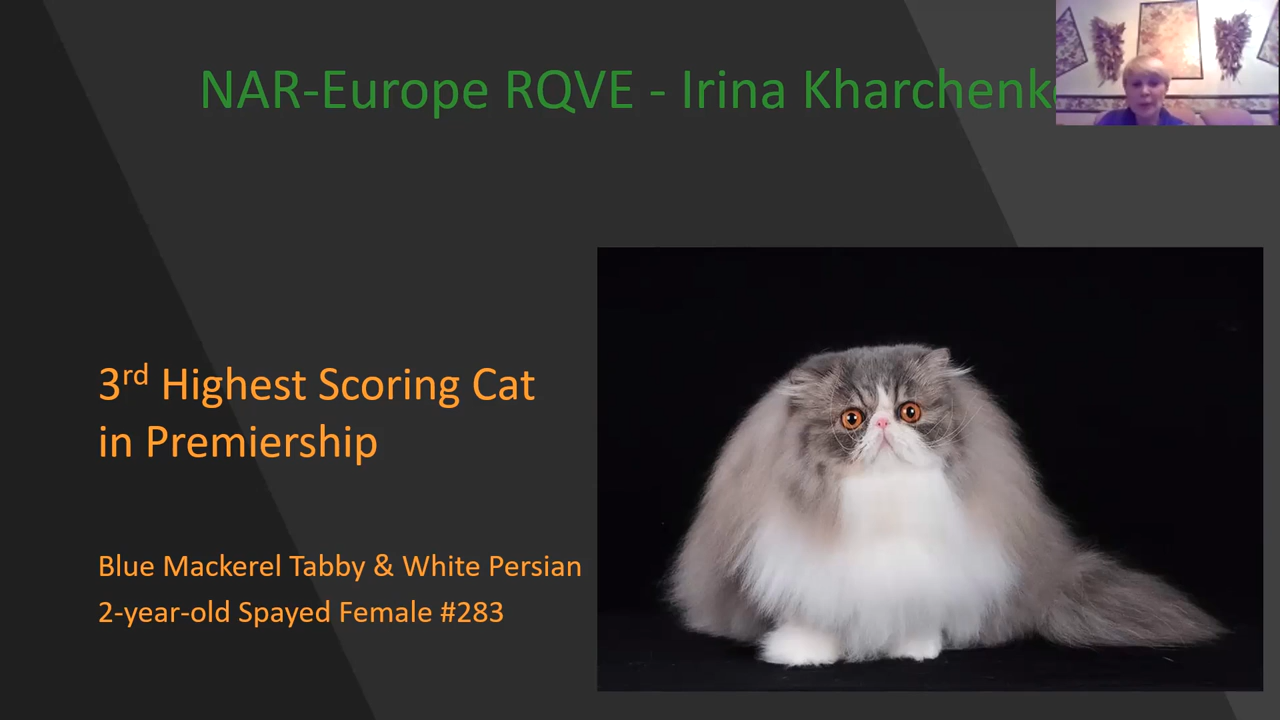 NAR-Europe RQVE - Irina Kharchenk
3rd Highest Scoring Cat
in Premiership
Blue Mackerel Tabby & White Persian
2-year-old Spayed Female #283